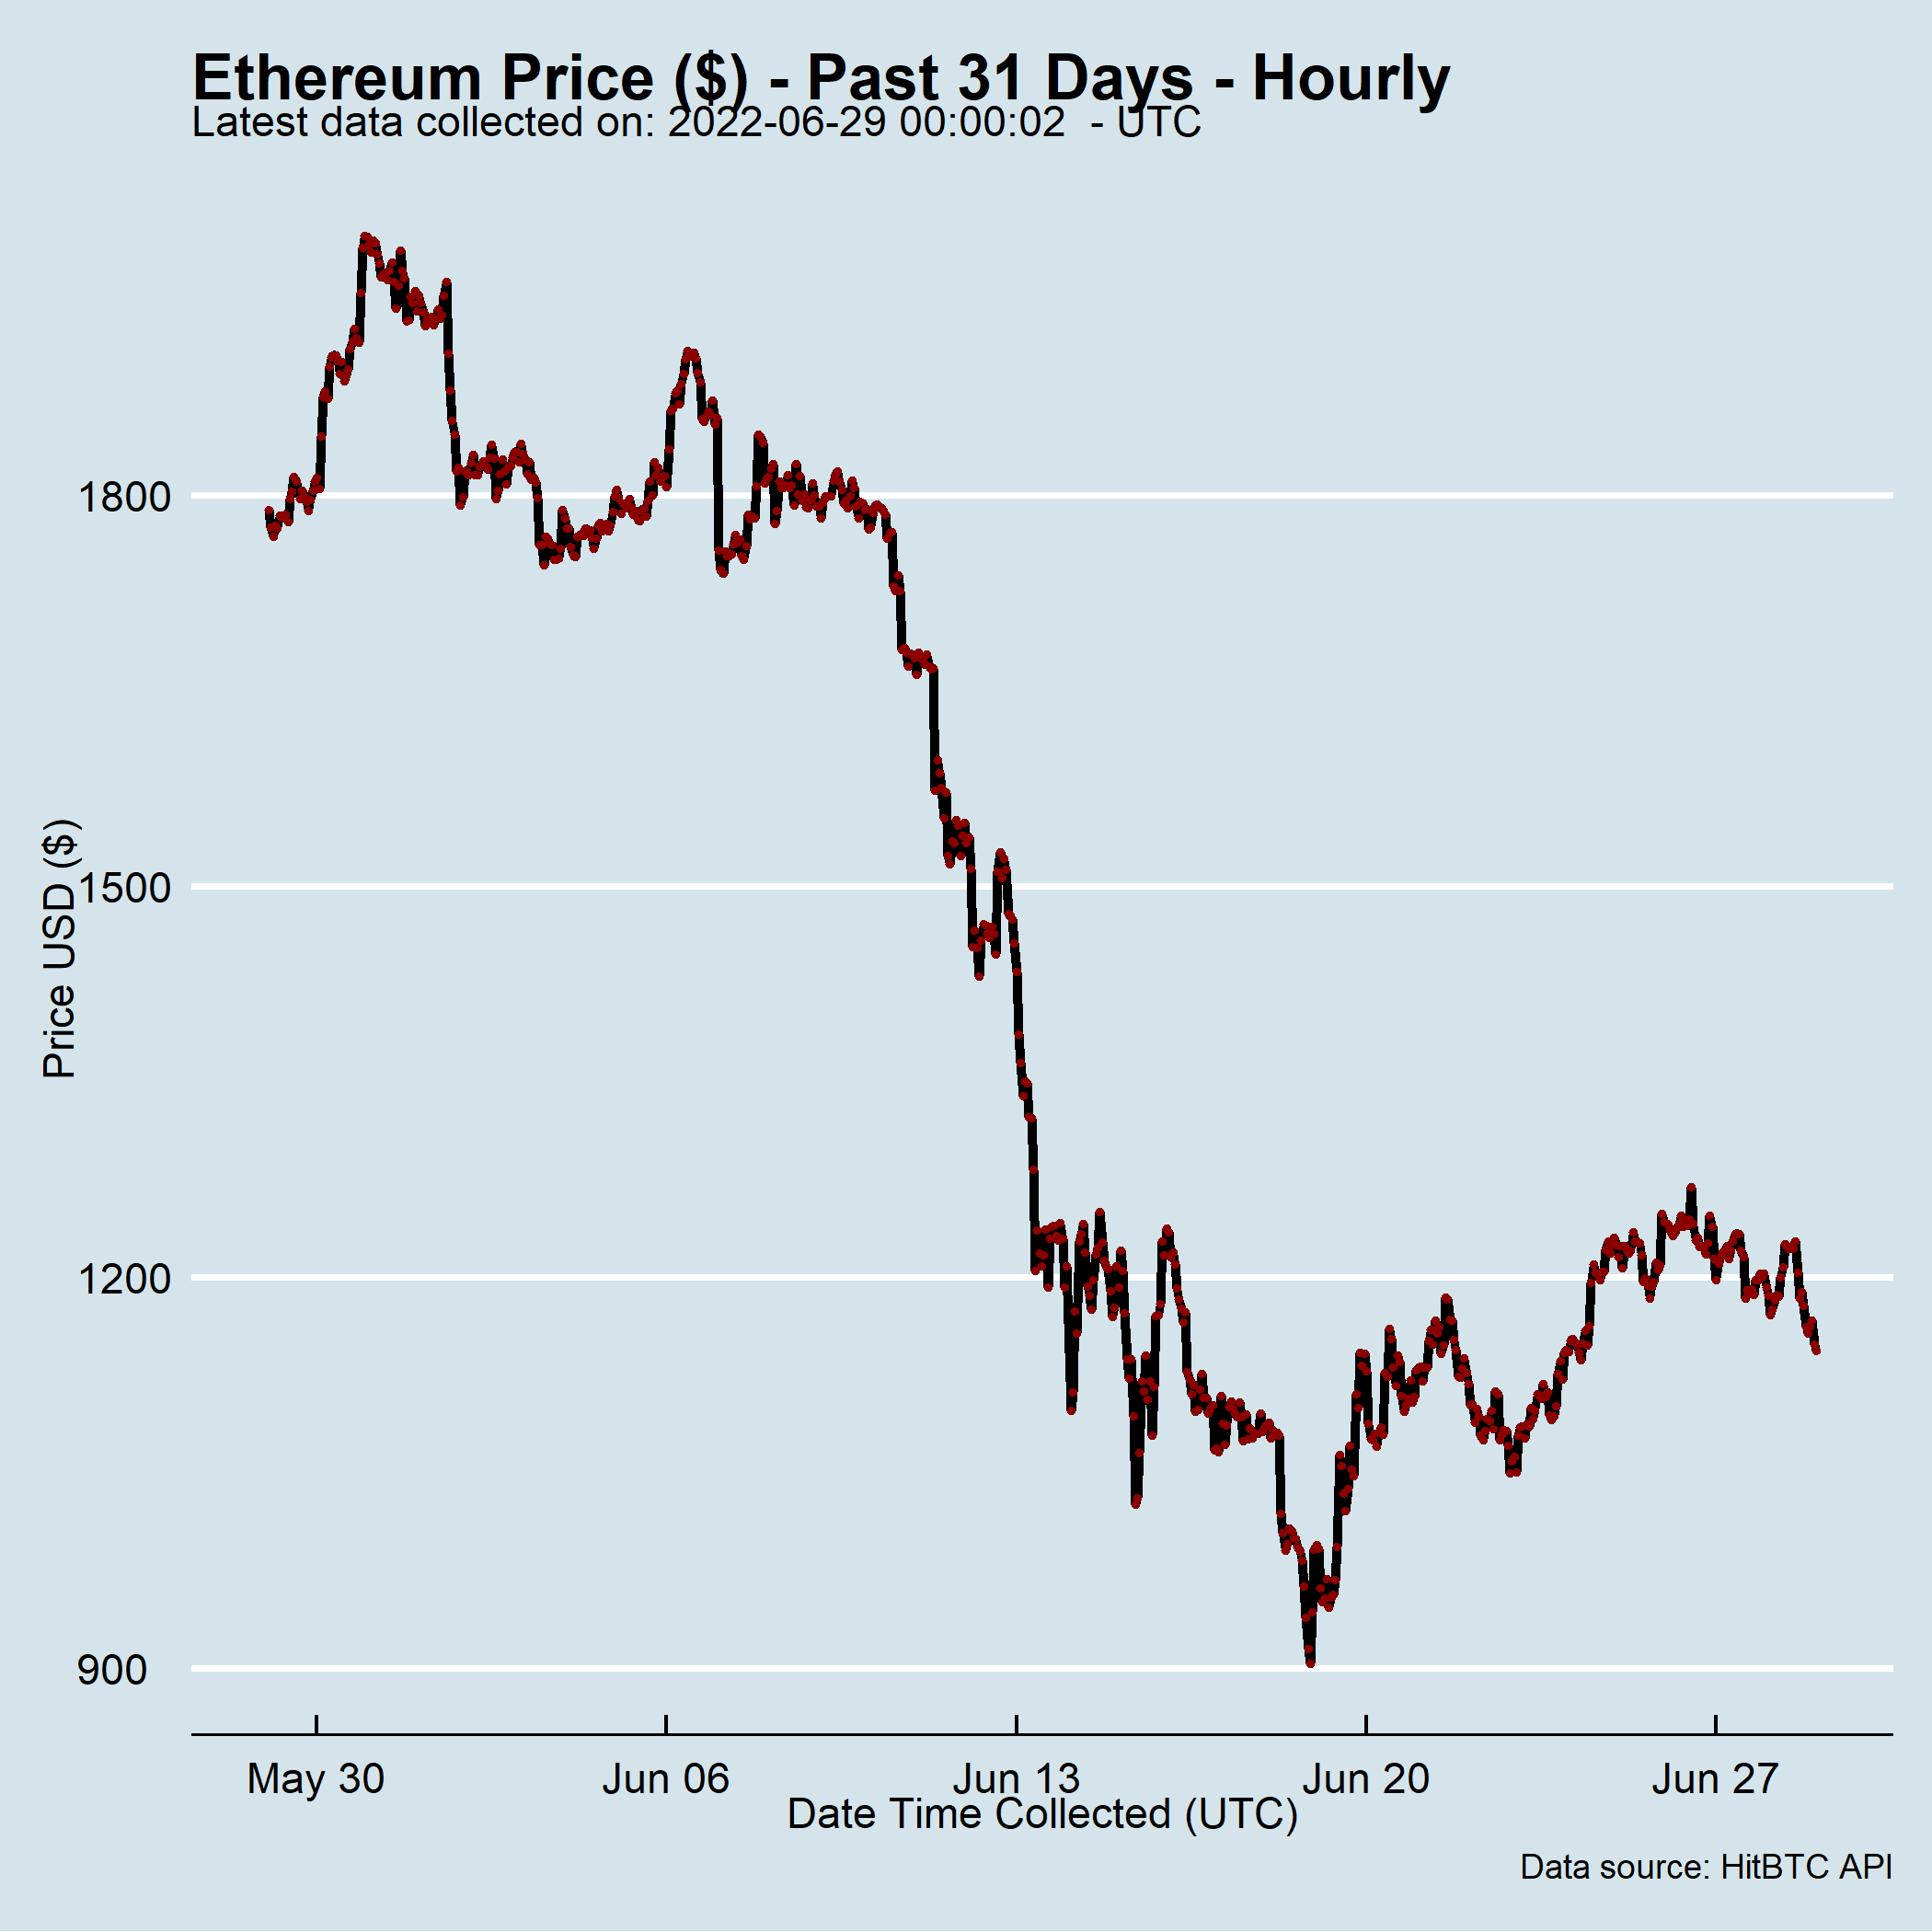 Ethereum Price ($) - Past 31 Days - Hourly
Latest data collected on: 2022-06-29 00:00:02  - UTC
Price USD ($)
1800
1500
1200
900
May 30 Jun 06 Jun 13 Jun 20 Jun 27
Date Time Collected (UTC)
Data source: HitBTC API